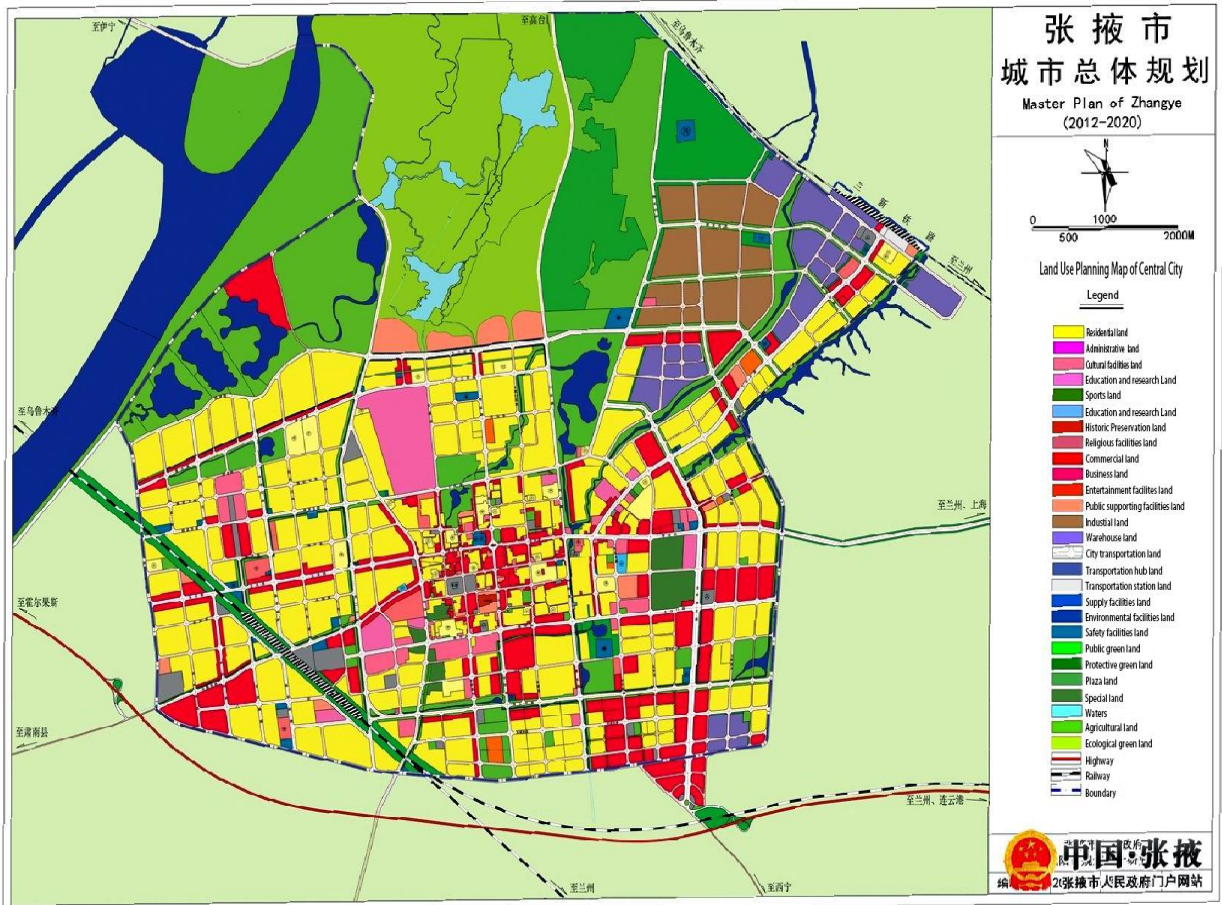 张掖市
城市总体规划
Master Plan of Zhangye
(2012-2020)
N
0 1000
500 2000M
Land Use Planning Map of Central City
Legend
Residential land
Administrative land
Cultural facilities land
Education and research Land
Sports land
Education and research Land
Historic Preservation land
Religious facilities land
Commercial land
Business land
Entertainment facilites land
Public supporting facilities land
Industial land
Warehouse land
City transportation land
Transportation hub land
Transportation station land
Supply facilities land
Environmental facilities land
Safety facilities land
Public green land
Protective green land
Plaza land
Special land
Waters
Agricultural land
Ecological green land
Highway
Railway
Boundary
中国·张掖
张掖市人民政府门户网站
至伊宁
至高台
至乌鲁木齐
兰新铁路
至兰州
至乌鲁木齐
至兰州、上海
至霍尔果斯
至肃南县
至兰州、连云港
至兰州
至西宁